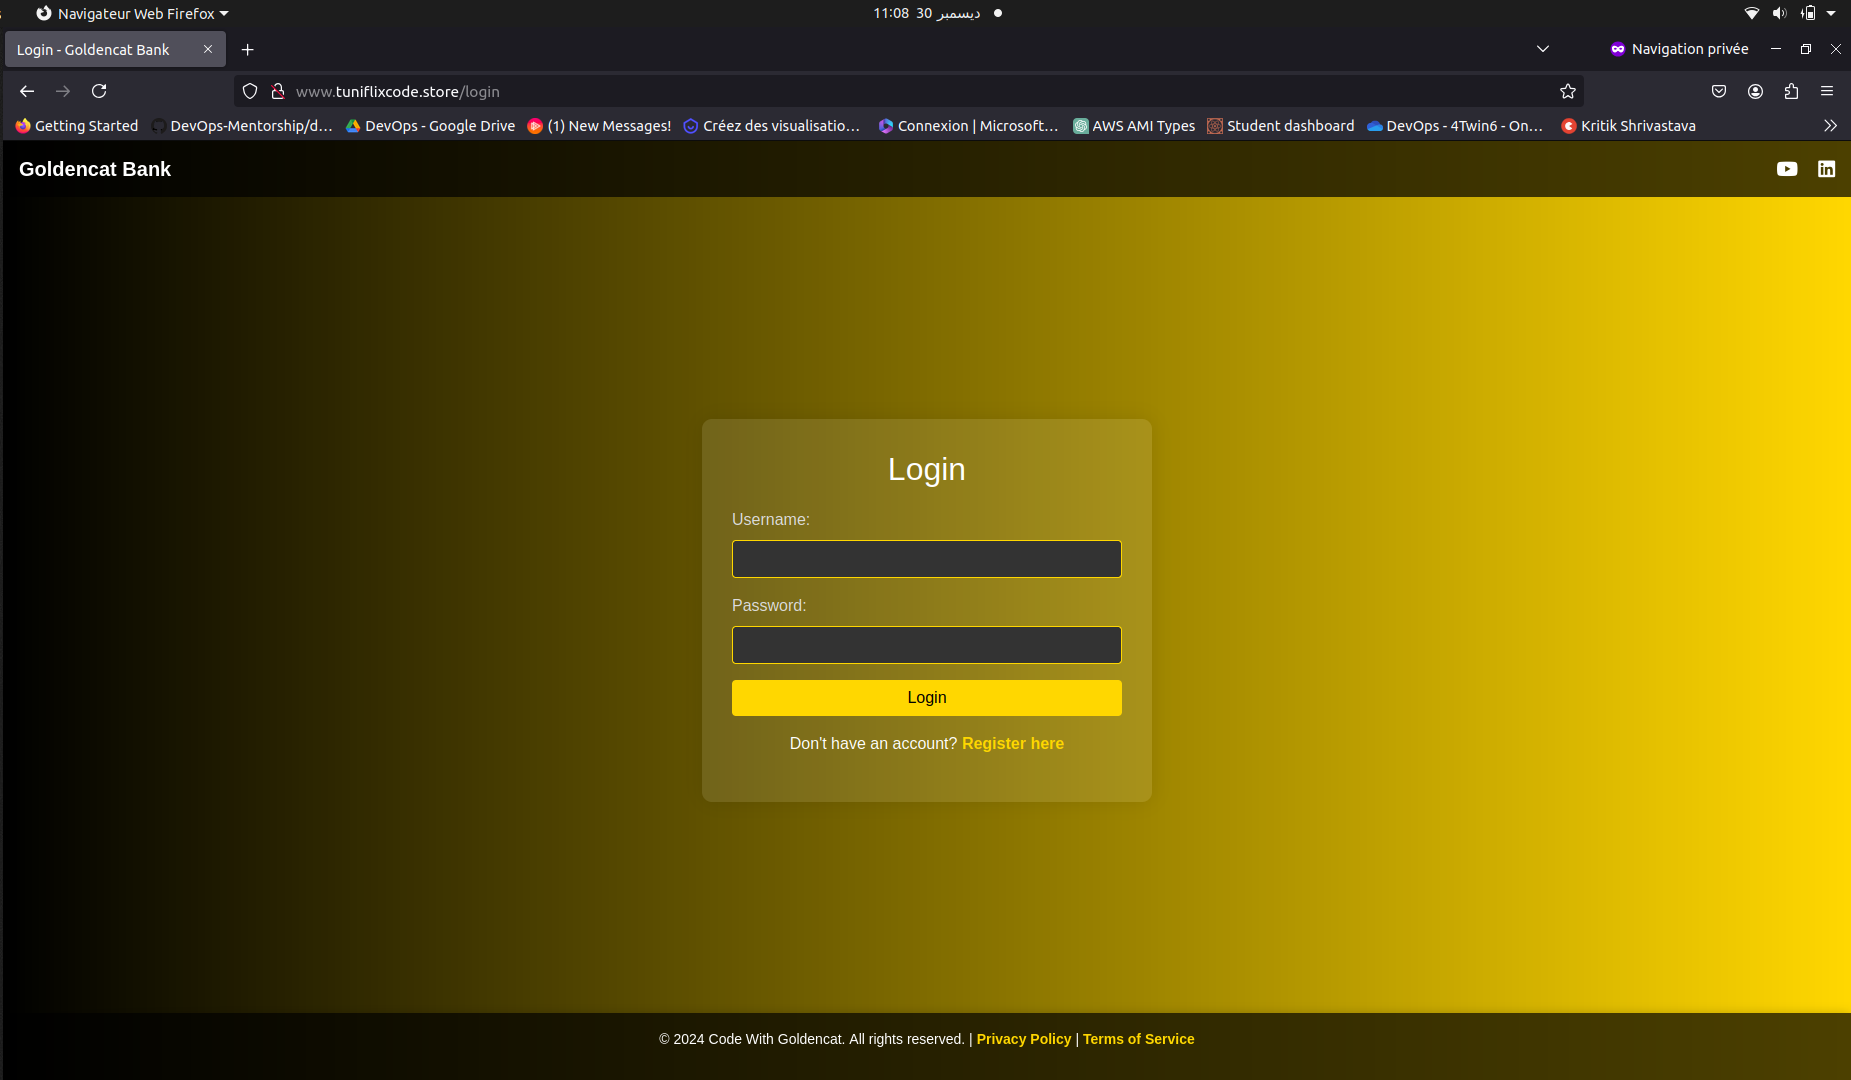 Navigateur Web Firefox
11:08 30 ديسمبر
Login - Goldencat Bank
Navigation privée
www.tuniflixcode.store/login
Getting Started
DevOps-Mentorship/d...
DevOps - Google Drive
(1) New Messages!
Créez des visualisatio...
Connexion | Microsoft...
AWS AMI Types
Student dashboard
DevOps - 4Twin6 - On...
Kritik Shrivastava
Goldencat Bank
Login
Username:
Password:
Login
Don't have an account? Register here
© 2024 Code With Goldencat. All rights reserved. | Privacy Policy | Terms of Service